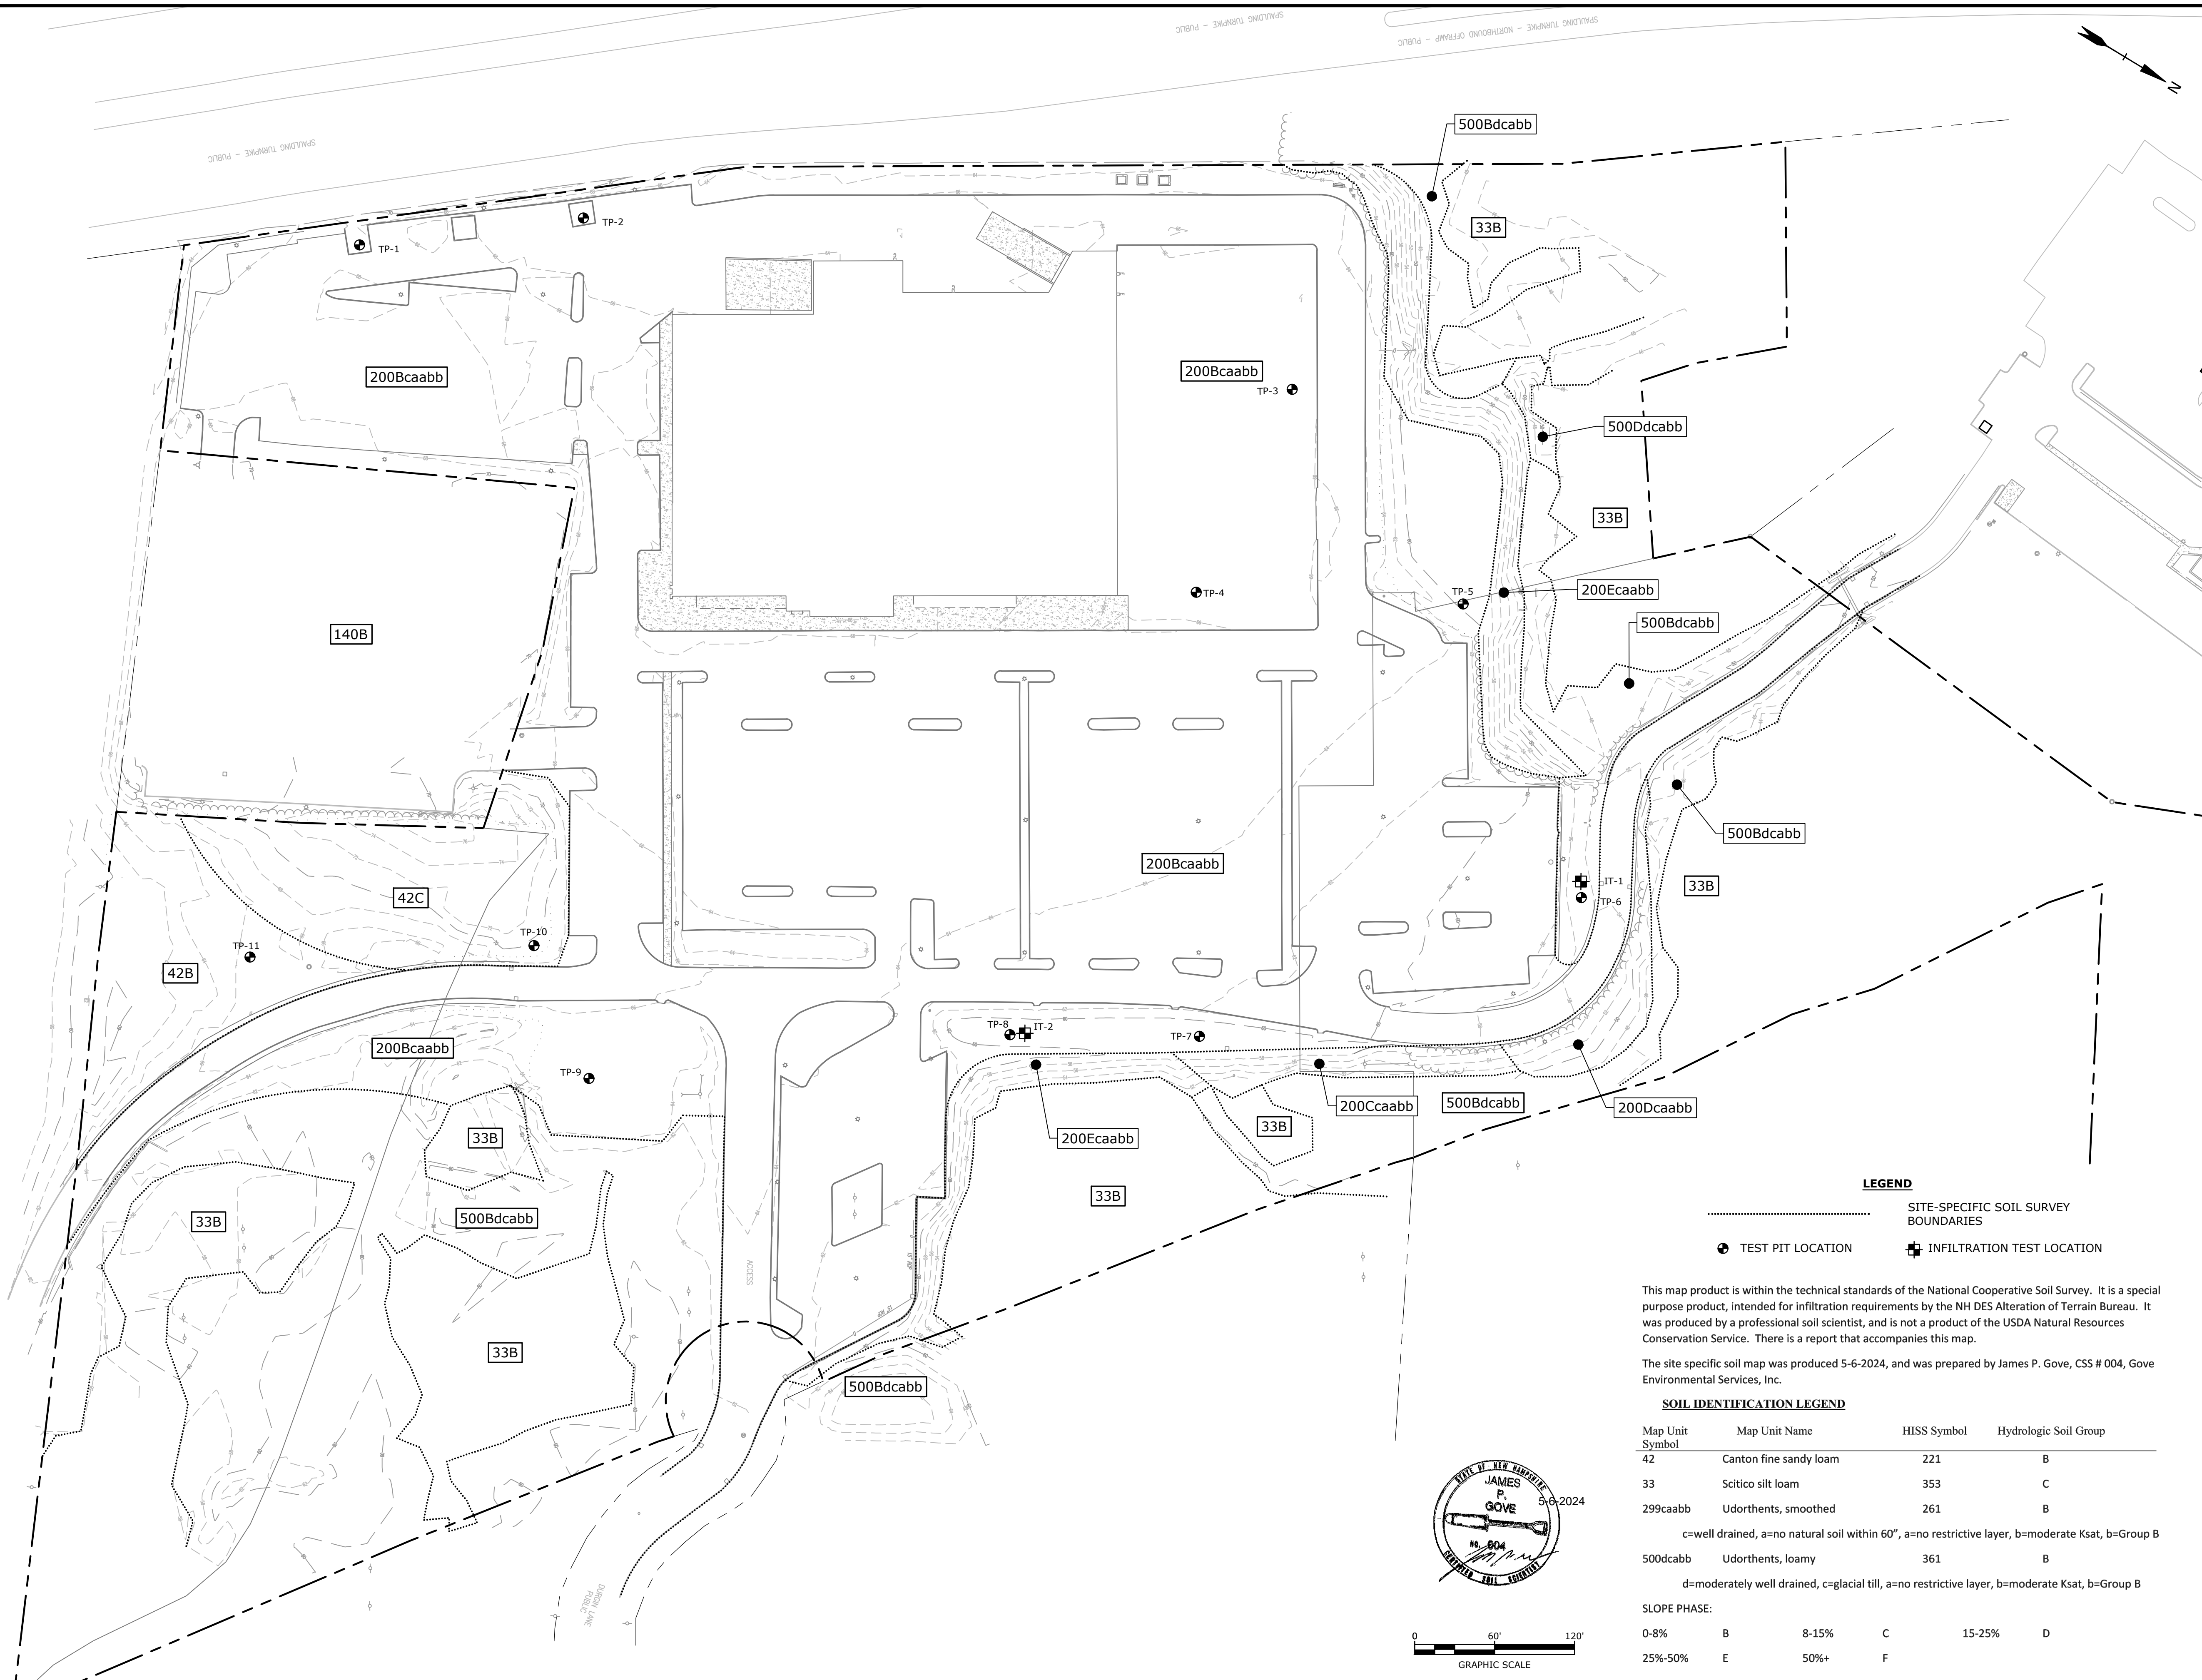 SPAULDING TURNPIKE - PUBLIC
SPAULDING TURNPIKE - NORTHBOUND OFFRAMP - PUBLIC
SPAULDING TURNPIKE - PUBLIC
N
500Bdcabb
33B
TP-1
TP-2
200Bcaabb
200Bcaabb
TP-3
500Ddcabb
33B
TP-4
TP-5
200Ecaabb
500Bdcabb
140B
500Bdcabb
200Bcaabb
42C
IT-1
TP-6
33B
TP-10
TP-11
42B
TP-8
IT-2
TP-7
200Bcaabb
TP-9
200Ccaabb
500Bdcabb
200Dcaabb
33B
33B
200Ecaabb
33B
33B
500Bdcabb
ACCESS
33B
500Bdcabb
DURGIN LANE
PUBLIC
LEGEND
SITE-SPECIFIC SOIL SURVEY
BOUNDARIES
TEST PIT LOCATION
INFILTRATION TEST LOCATION
This map product is within the technical standards of the National Cooperative Soil Survey. It is a special
purpose product, intended for infiltration requirements by the NH DES Alteration of Terrain Bureau. It
was produced by a professional soil scientist, and is not a product of the USDA Natural Resources
Conservation Service. There is a report that accompanies this map.
The site specific soil map was produced 5-6-2024, and was prepared by James P. Gove, CSS # 004, Gove
Environmental Services, Inc.
SOIL IDENTIFICATION LEGEND
Map Unit Symbol Map Unit Name HISS Symbol Hydrologic Soil Group
42 Canton fine sandy loam 221 B
33 Scitico silt loam 353 C
299caabb Udorthents, smoothed 261 B
c=well drained, a=no natural soil within 60", a=no restrictive layer, b=moderate Ksat, b=Group B
500dcabb Udorthents, loamy 361 B
d=moderately well drained, c=glacial till, a=no restrictive layer, b=moderate Ksat, b=Group B
SLOPE PHASE:
0-8% B 8-15% C 15-25% D
25%-50% E 50%+ F
STATE OF NEW HAMPSHIRE
JAMES
P.
GOVE
NO. 004
CERTIFIED SOIL SCIENTIST
5-6-2024
0 60' 120'
GRAPHIC SCALE